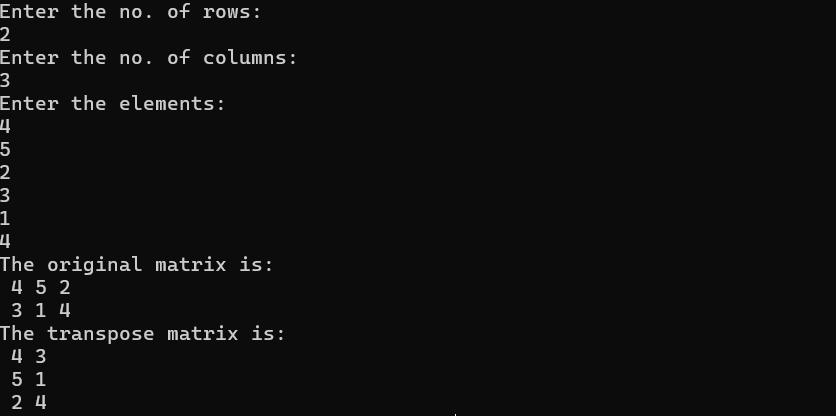 Enter the no. of rows:
2
Enter the no. of columns:
3
Enter the elements:
4
5
2
3
1
4
The original matrix is:
 4 5 2
 3 1 4
The transpose matrix is:
 4 3
 5 1
 2 4